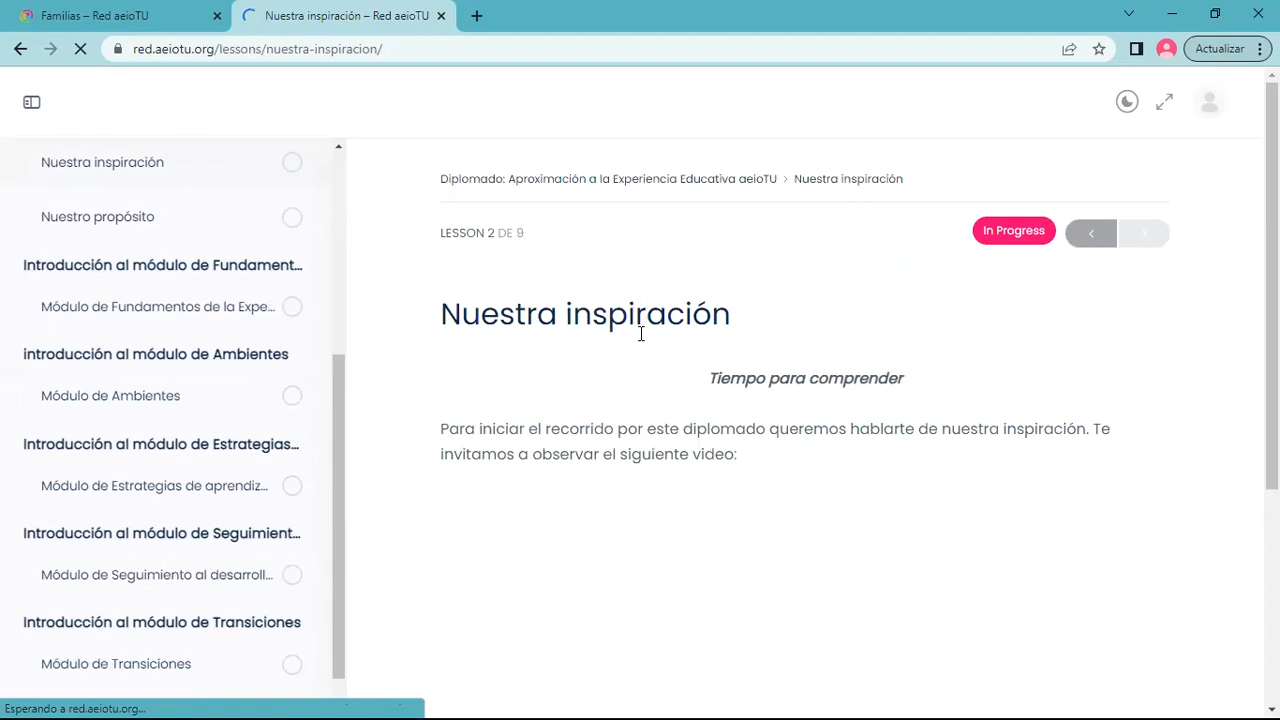 Familias – Red aeioTU
Nuestra inspiración – Red aeioTU
red.aeiotu.org/lessons/nuestra-inspiracion/
Actualizar
Nuestra inspiración
Nuestro propósito
Introducción al módulo de Fundament...
Módulo de Fundamentos de la Expe...
introducción al módulo de Ambientes
Módulo de Ambientes
Introducción al módulo de Estrategias...
Módulo de Estrategias de aprendiz...
Introducción al módulo de Seguimient...
Módulo de Seguimiento al desarroll...
Introducción al módulo de Transiciones
Módulo de Transiciones
Diplomado: Aproximación a la Experiencia Educativa aeioTU > Nuestra inspiración
LESSON 2 DE 9
In Progress
Nuestra inspiración
Tiempo para comprender
Para iniciar el recorrido por este diplomado queremos hablarte de nuestra inspiración. Te
invitamos a observar el siguiente video:
Esperando a red.aeiotu.org...